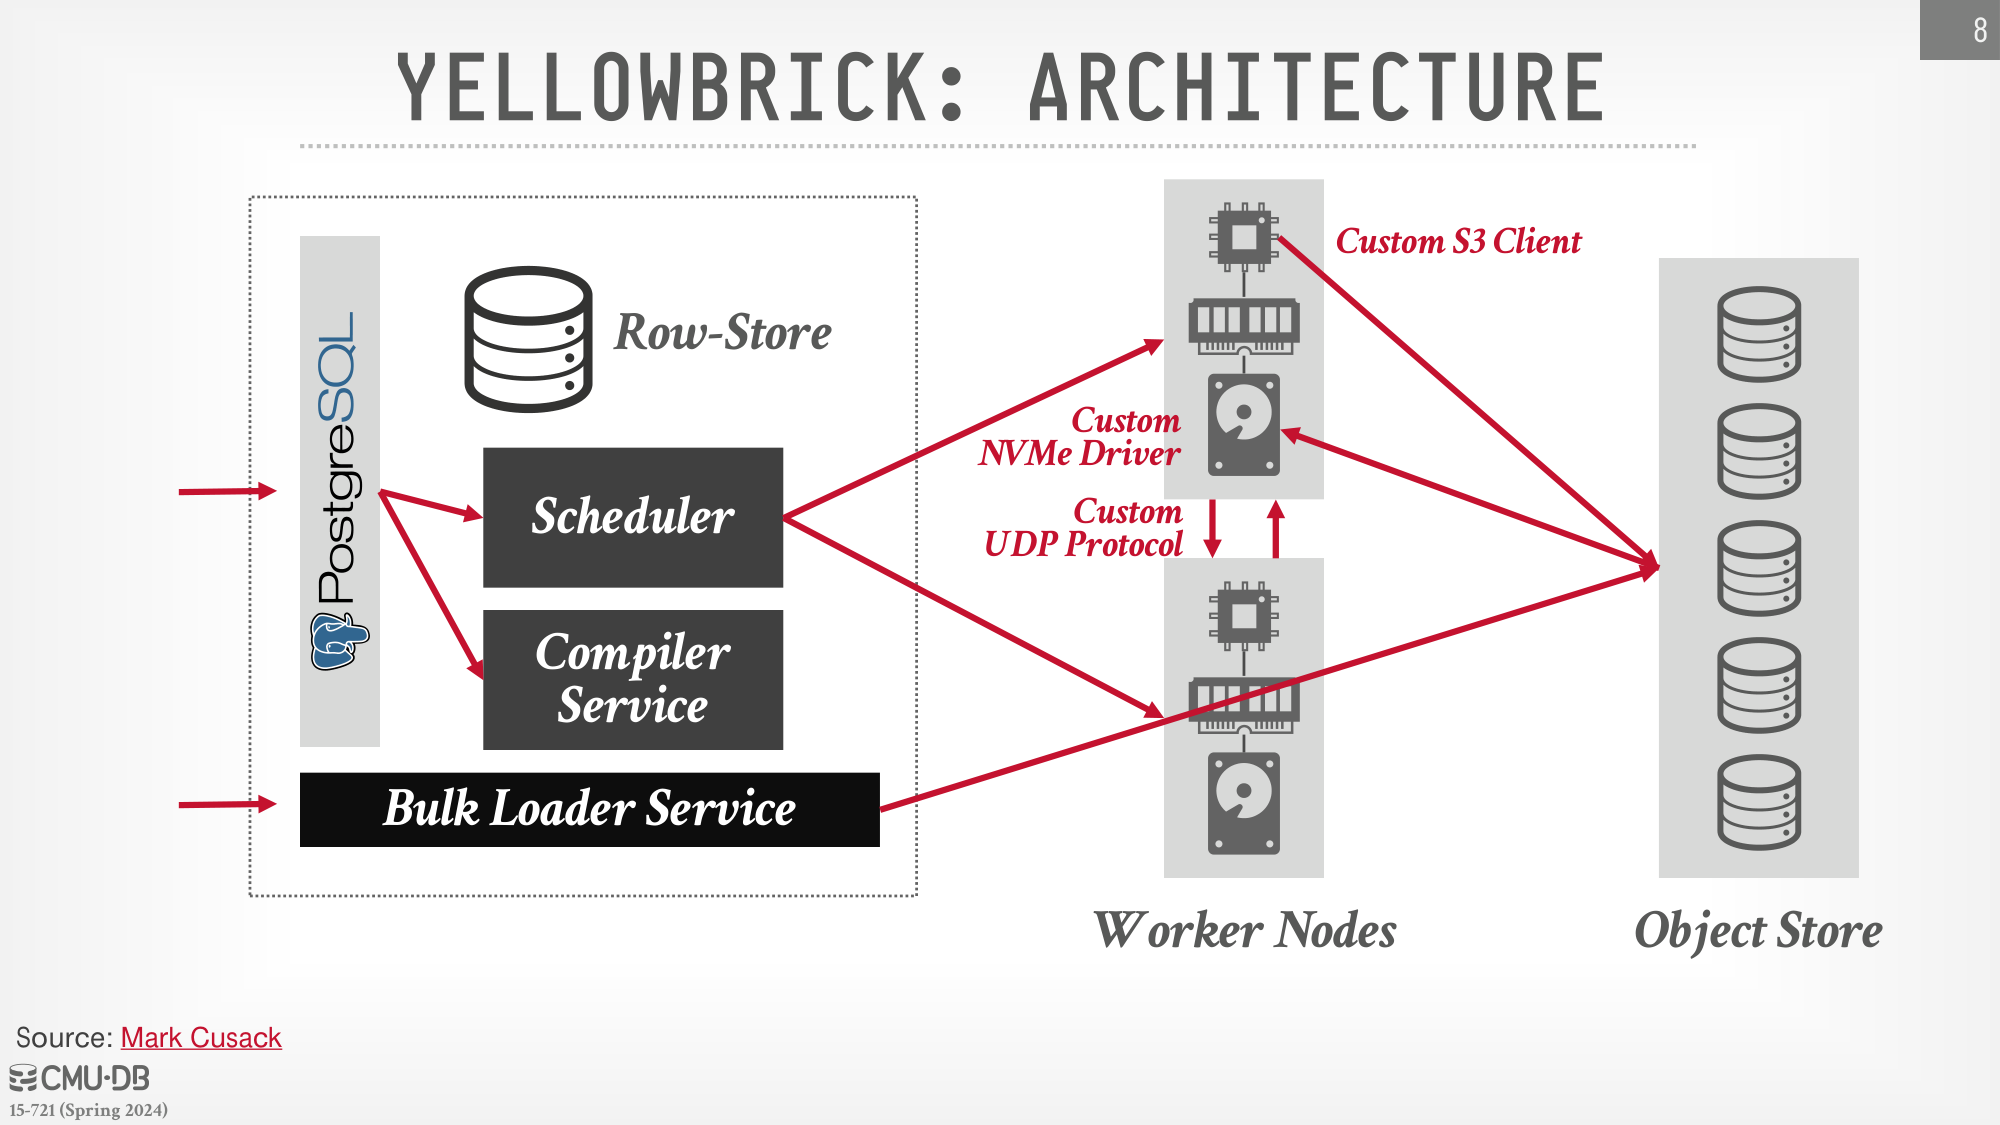 8
YELLOWBRICK: ARCHITECTURE
PostgreSQL
Row-Store
Scheduler
Compiler
Service
Bulk Loader Service
Custom S3 Client
Custom
NVMe Driver
Custom
UDP Protocol
Worker Nodes
Object Store
Source: Mark Cusack
CMU·DB
15-721 (Spring 2024)